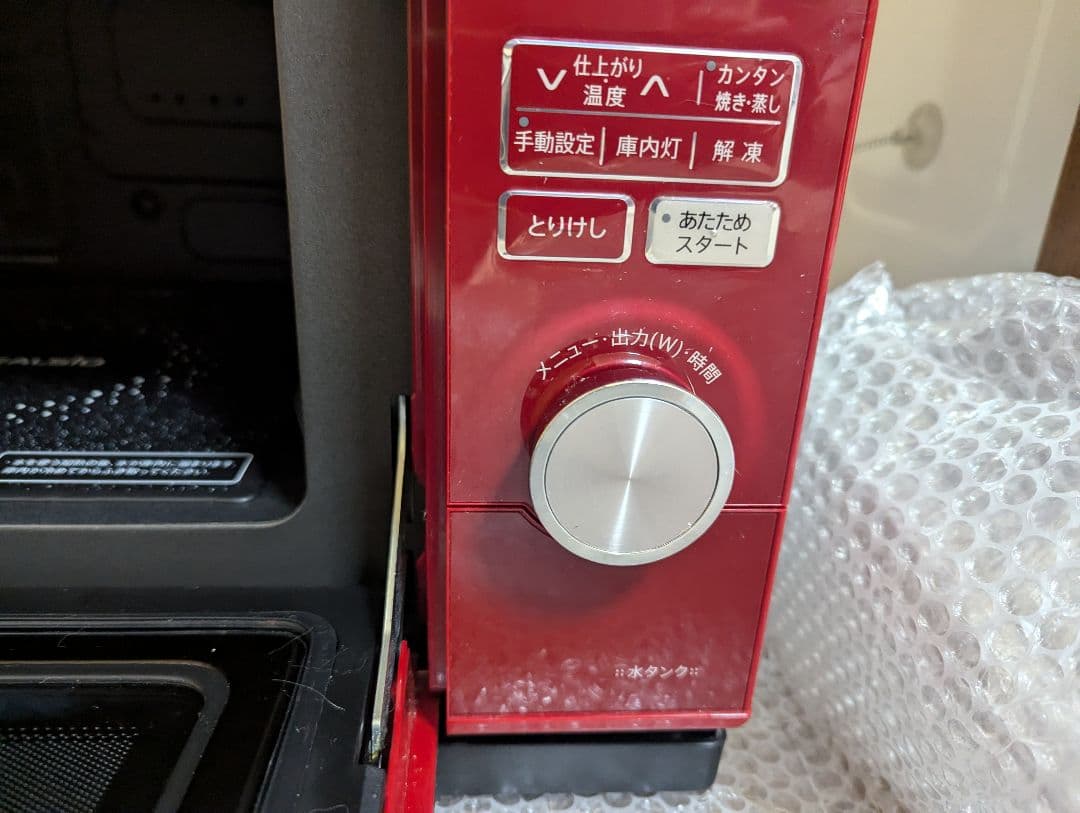 仕上がり
温度
カンタン
焼き・蒸し
手動設定
庫内灯
解凍
とりけし
あたため
スタート
メニュー・出力(W)・時間
水タンク